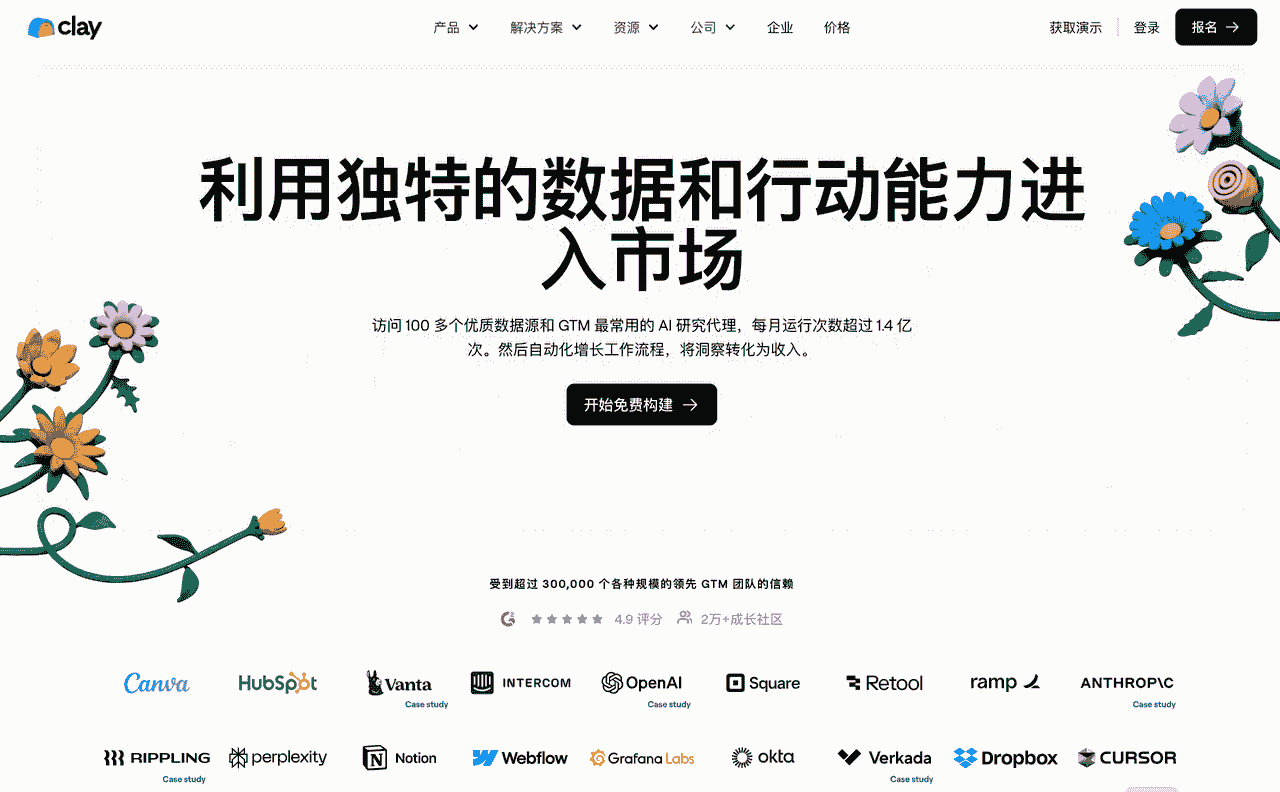 clay 产品 解决方案 资源 公司 企业 价格 获取演示 登录 报名
利用独特的数据和行动能力进
入市场
访问 100 多个优质数据源和 GTM 最常用的 AI 研究代理，每月运行次数超过 1.4 亿
次。然后自动化增长工作流程，将洞察转化为收入。
开始免费构建
受到超过 300,000 个各种规模的领先 GTM 团队的信赖
4.9 评分 2万+成长社区
Canva HubSpot Vanta INTERCOM OpenAI Square Retool ramp ANTHROP\C
Case study Case study Case study
RIPPLING perplexity Notion Webflow Grafana Labs okta Verkada Dropbox CURSOR
Case study Case study